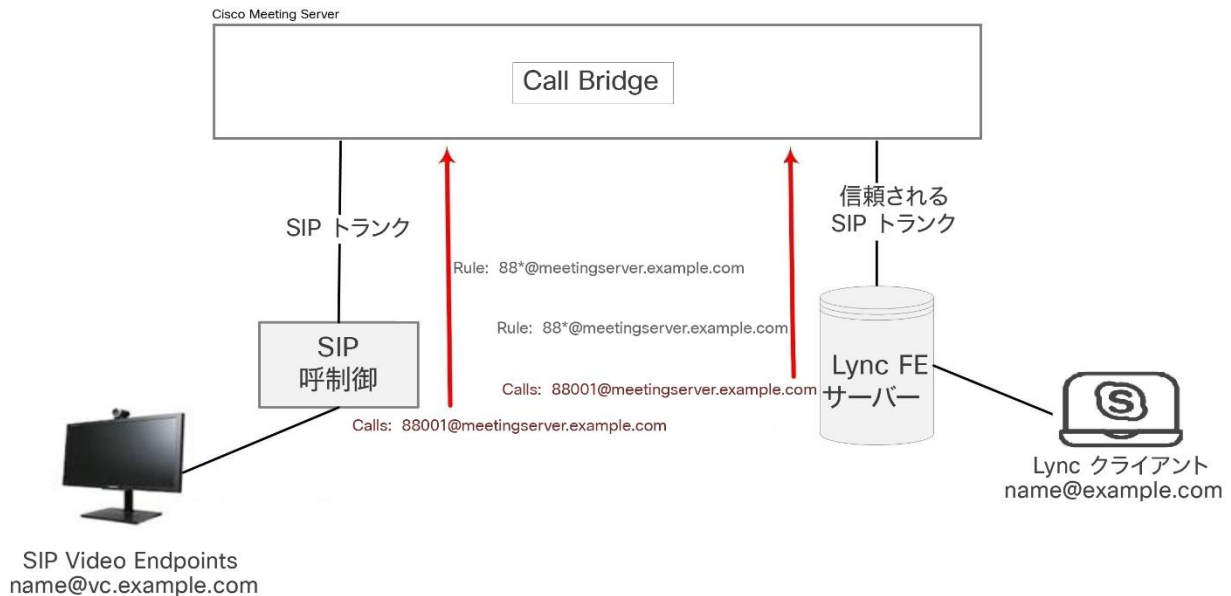 Cisco Meeting Server
Call Bridge
SIP トランク
信頼される
SIP トランク
Rule: 88*@meetingserver.example.com
Rule: 88*@meetingserver.example.com
SIP
呼制御
Lync FE
サーバー
Calls: 88001@meetingserver.example.com
Calls: 88001@meetingserver.example.com
Lync クライアント
name@example.com
SIP Video Endpoints
name@vc.example.com